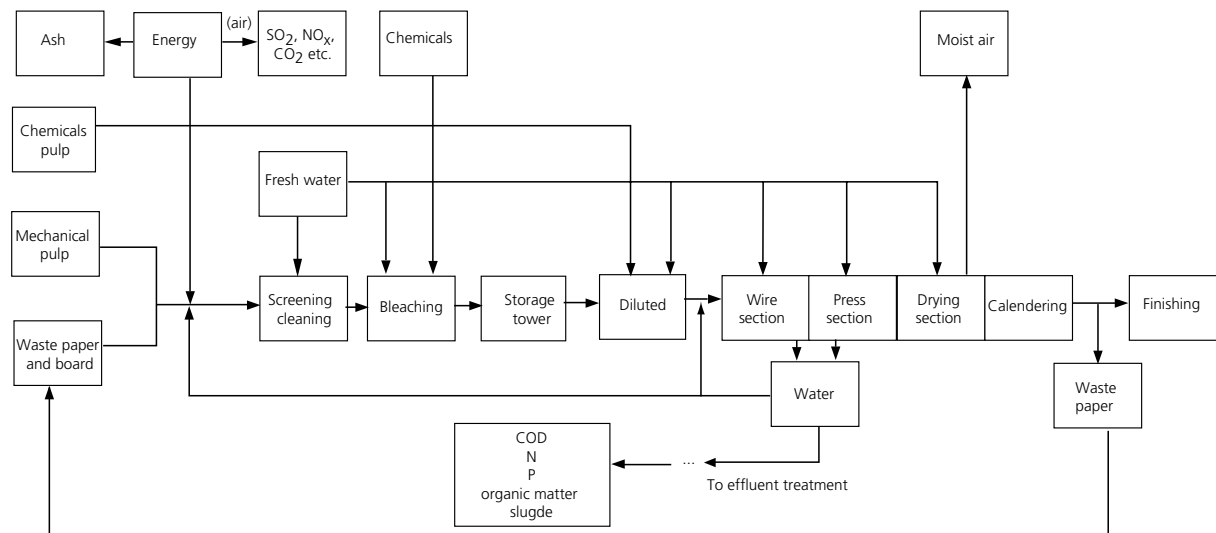 Ash
Energy
(air)
SO2, NOx,
CO2 etc.
Chemicals
Moist air
Chemicals
pulp
Fresh water
Mechanical
pulp
Screening
cleaning
Bleaching
Storage
tower
Diluted
Wire
section
Press
section
Drying
section
Calendering
Finishing
Waste paper
and board
Water
Waste
paper
COD
N
P
organic matter
slugde
...
To effluent treatment